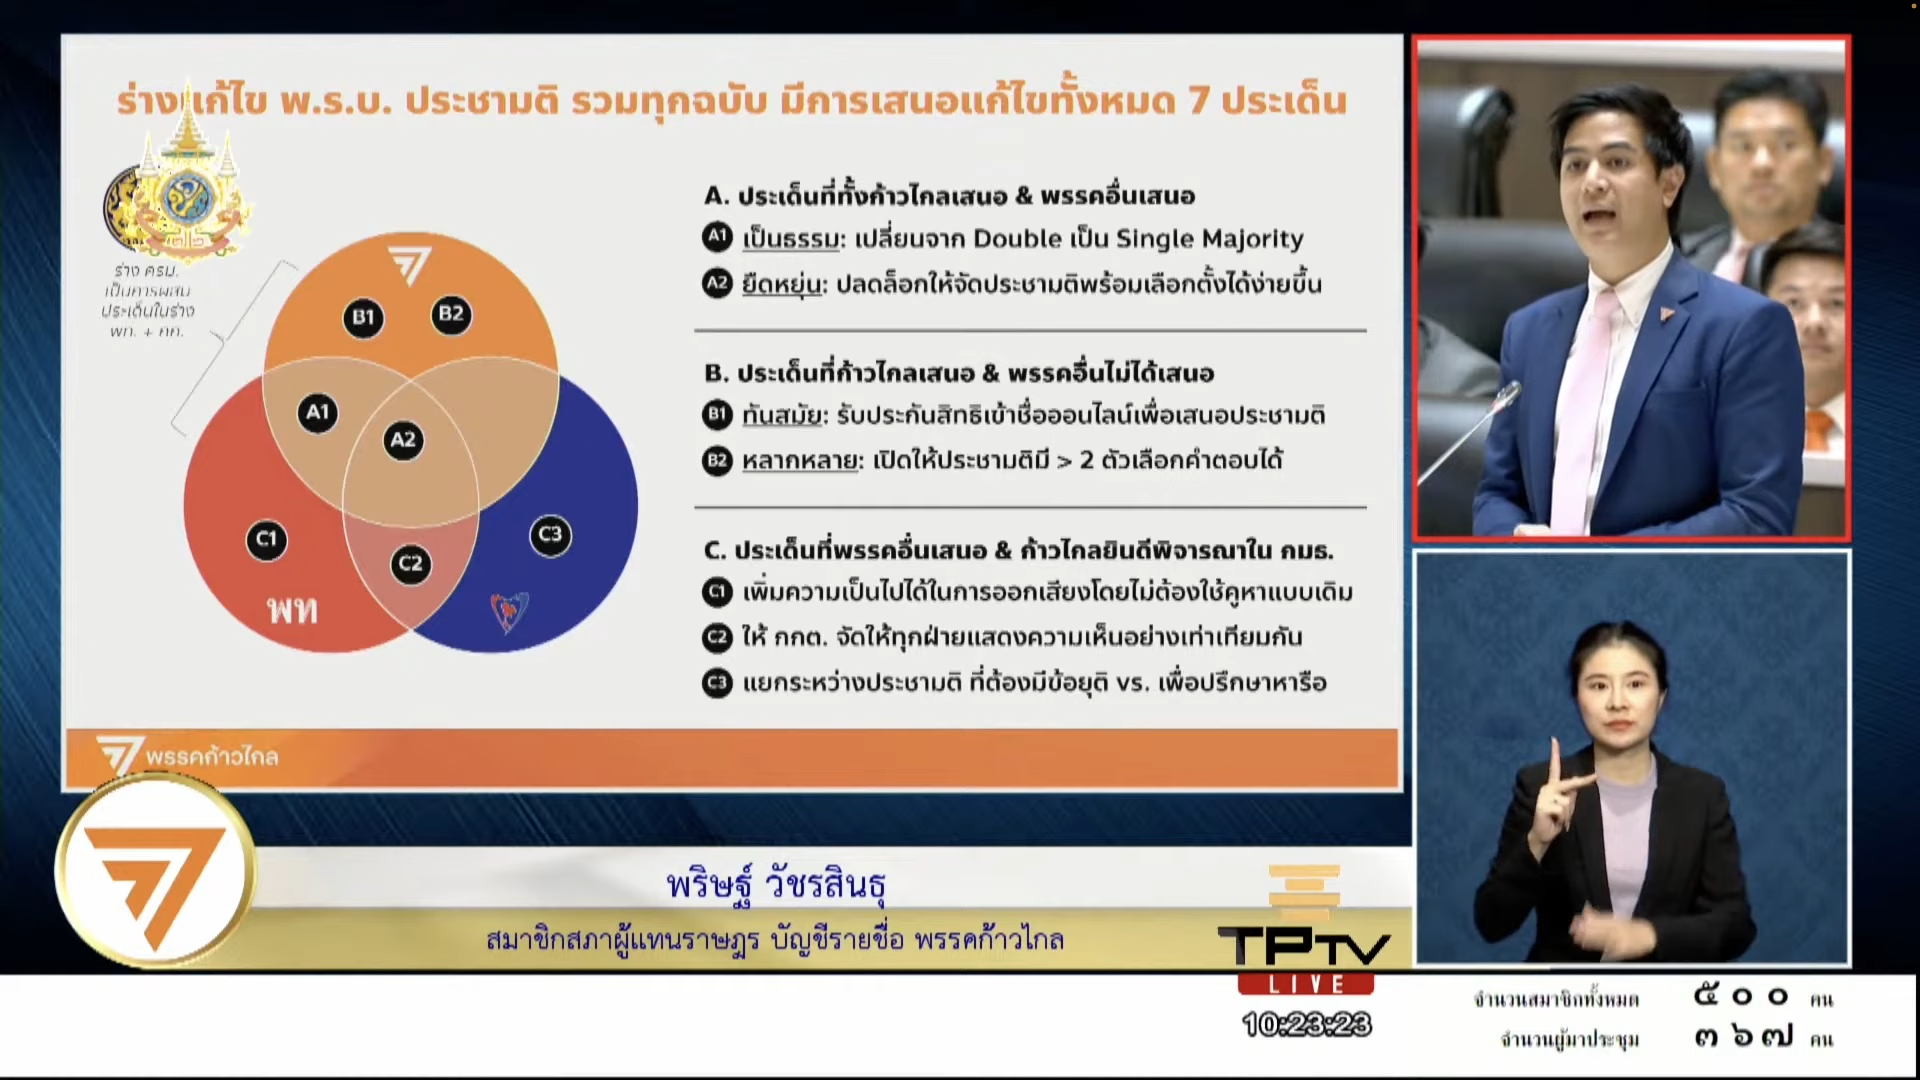 ร่างแก้ไข พ.ร.บ. ประชามติ รวมทุกฉบับ มีการเสนอแก้ไขทั้งหมด 7 ประเด็น
ร่าง ครม.
เป็นการผสม
ประเด็นในร่าง
พท. + กก.
B1
B2
A1
A2
C1
C2
C3
พท
A. ประเด็นที่ทั้งก้าวไกลเสนอ & พรรคอื่นเสนอ
A1 เป็นธรรม: เปลี่ยนจาก Double เป็น Single Majority
A2 ยืดหยุ่น: ปลดล็อกให้จัดประชามติพร้อมเลือกตั้งได้ง่ายขึ้น
B. ประเด็นที่ก้าวไกลเสนอ & พรรคอื่นไม่ได้เสนอ
B1 ทันสมัย: รับประกันสิทธิเข้าชื่อออนไลน์เพื่อเสนอประชามติ
B2 หลากหลาย: เปิดให้ประชามติมี > 2 ตัวเลือกคำตอบได้
C. ประเด็นที่พรรคอื่นเสนอ & ก้าวไกลยินดีพิจารณาใน กมธ.
C1 เพิ่มความเป็นไปได้ในการออกเสียงโดยไม่ต้องใช้คูหาแบบเดิม
C2 ให้ กกต. จัดให้ทุกฝ่ายแสดงความเห็นอย่างเท่าเทียมกัน
C3 แยกระหว่างประชามติ ที่ต้องมีข้อยุติ vs. เพื่อปรึกษาหารือ
พรรคก้าวไกล
พริษฐ์ วัชรสินธุ
สมาชิกสภาผู้แทนราษฎร บัญชีรายชื่อ พรรคก้าวไกล
TPTV
LIVE
10:23:23
จำนวนสมาชิกทั้งหมด ๕๐๐ คน
จำนวนผู้มาประชุม ๓๖๗ คน